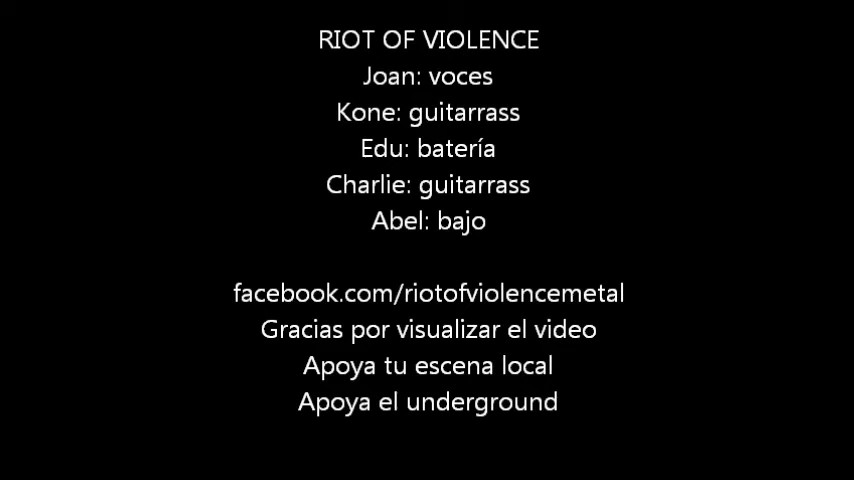 RIOT OF VIOLENCE
Joan: voces
Kone: guitarrass
Edu: batería
Charlie: guitarrass
Abel: bajo
facebook.com/riotofviolencemetal
Gracias por visualizar el video
Apoya tu escena local
Apoya el underground